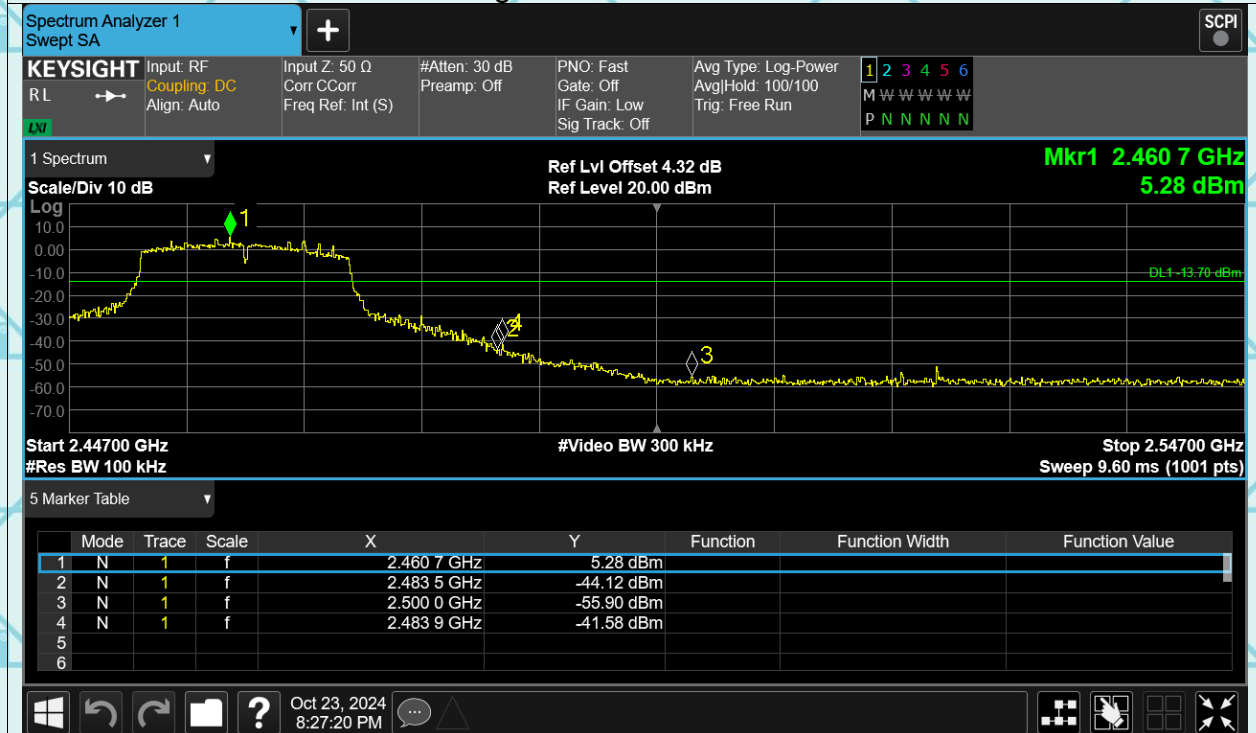 Spectrum Analyzer 1
Swept SA
+
SCPI
KEYSIGHT
RL
LXI
Input: RF
Coupling: DC
Align: Auto
Input Z: 50 Ω
Corr CCorr
Freq Ref: Int (S)
#Atten: 30 dB
Preamp: Off
PNO: Fast
Gate: Off
IF Gain: Low
Sig Track: Off
Avg Type: Log-Power
Avg|Hold: 100/100
Trig: Free Run
1 2 3 4 5 6
M W W W W W
P N N N N N
1 Spectrum
Scale/Div 10 dB
Ref Lvl Offset 4.32 dB
Ref Level 20.00 dBm
Mkr1 2.460 7 GHz
5.28 dBm
Log
10.0
0.00
-10.0
-20.0
-30.0
-40.0
-50.0
-60.0
-70.0
1
2
4
3
DL1 -13.70 dBm
Start 2.44700 GHz
#Res BW 100 kHz
#Video BW 300 kHz
Stop 2.54700 GHz
Sweep 9.60 ms (1001 pts)
5 Marker Table
Mode Trace Scale X Y Function Function Width Function Value
1 N 1 f 2.460 7 GHz 5.28 dBm
2 N 1 f 2.483 5 GHz -44.12 dBm
3 N 1 f 2.500 0 GHz -55.90 dBm
4 N 1 f 2.483 9 GHz -41.58 dBm
5
6
?
Oct 23, 2024
8:27:20 PM